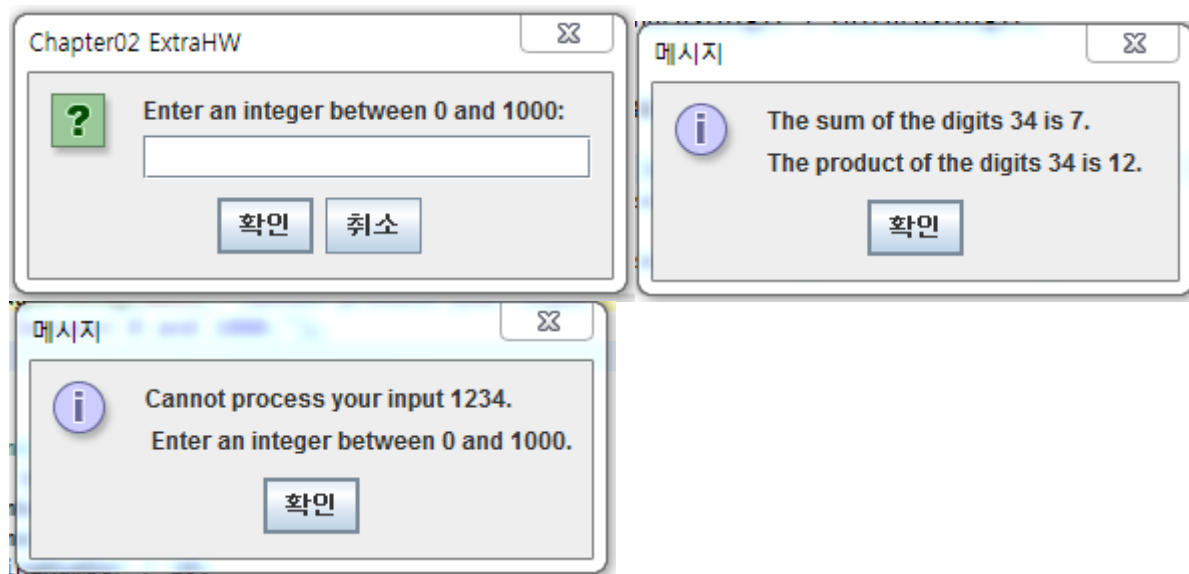 Chapter02 ExtraHW
Enter an integer between 0 and 1000:
확인
취소
메시지
The sum of the digits 34 is 7.
The product of the digits 34 is 12.
확인
메시지
Cannot process your input 1234.
Enter an integer between 0 and 1000.
확인